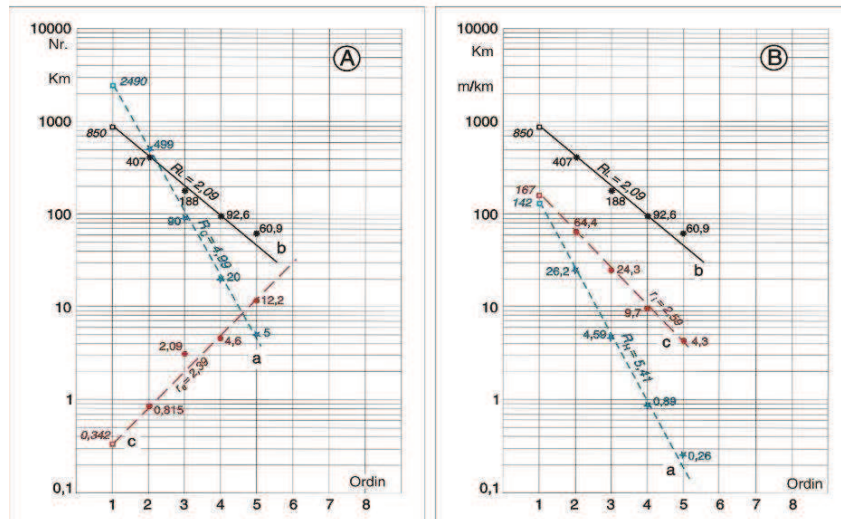 10000
Nr.
Km
1000
100
10
1
0,1
A
2490
850
499
407
RL = 2,09
188
90
RC = 4,99
92,6
60,9
b
20
12,2
2,09
4,6
5
a
0,815
0,342
c
Ordin
1 2 3 4 5 6 7 8
10000
Km
m/km
1000
100
10
1
0,1
B
850
407
RL = 2,09
167
142
188
92,6
60,9
b
64,4
26,2
24,3
9,7
4,59
RH = 5,41
c
4,3
0,89
0,26
a
Ordin
1 2 3 4 5 6 7 8